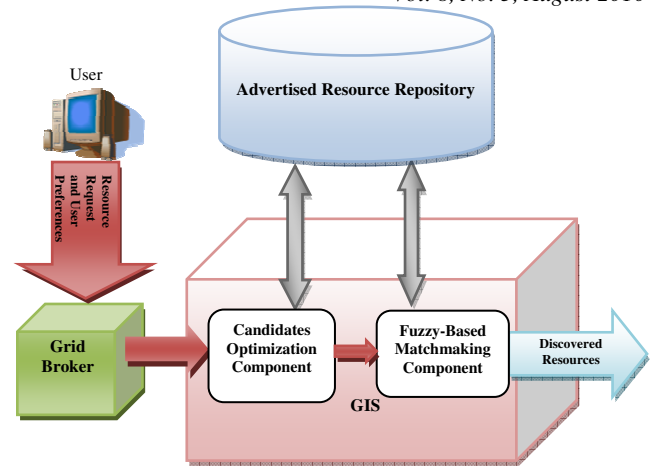 User
Advertised Resource Repository
Resource
Request
and User
Preferences
Grid
Broker
Candidates
Optimization
Component
Fuzzy-Based
Matchmaking
Component
Discovered
Resources
GIS